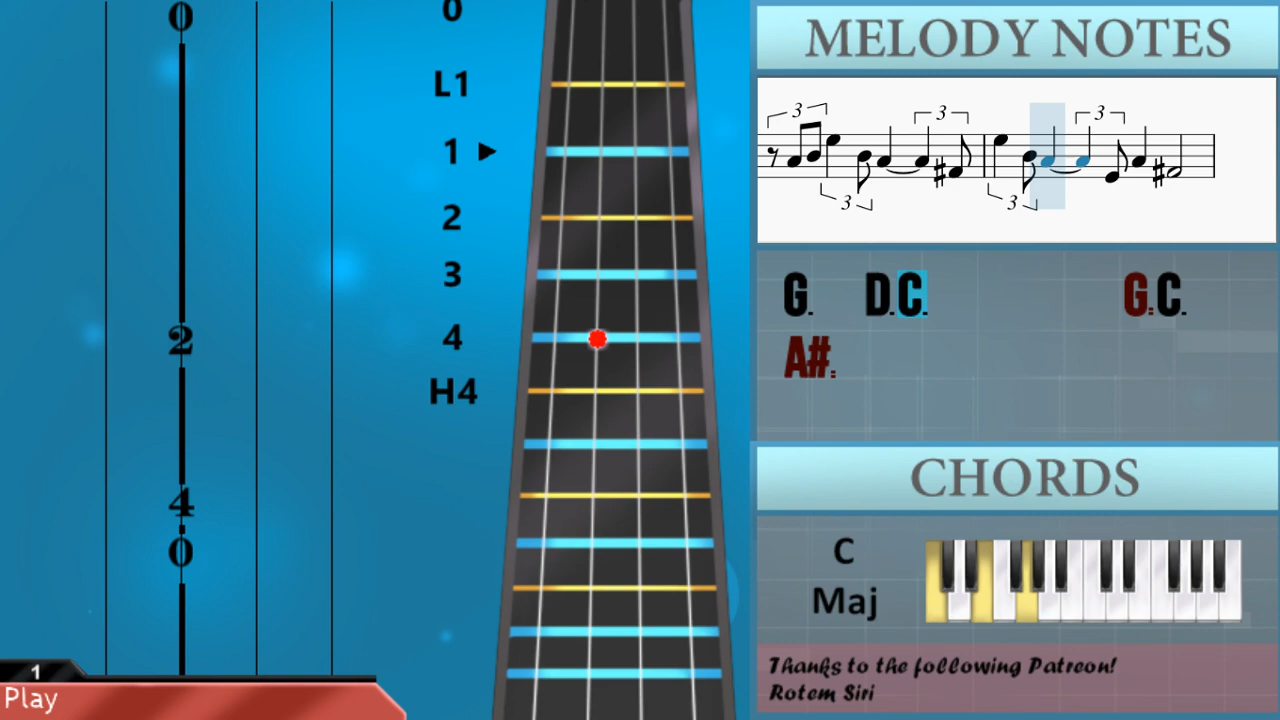 0
2
4
0
1
Play
0
L1
1
2
3
4
H4
MELODY NOTES
3 3 3
3 3
G. D.C. G:C.
A#:
CHORDS
C
Maj
Thanks to the following Patreon!
Rotem Siri